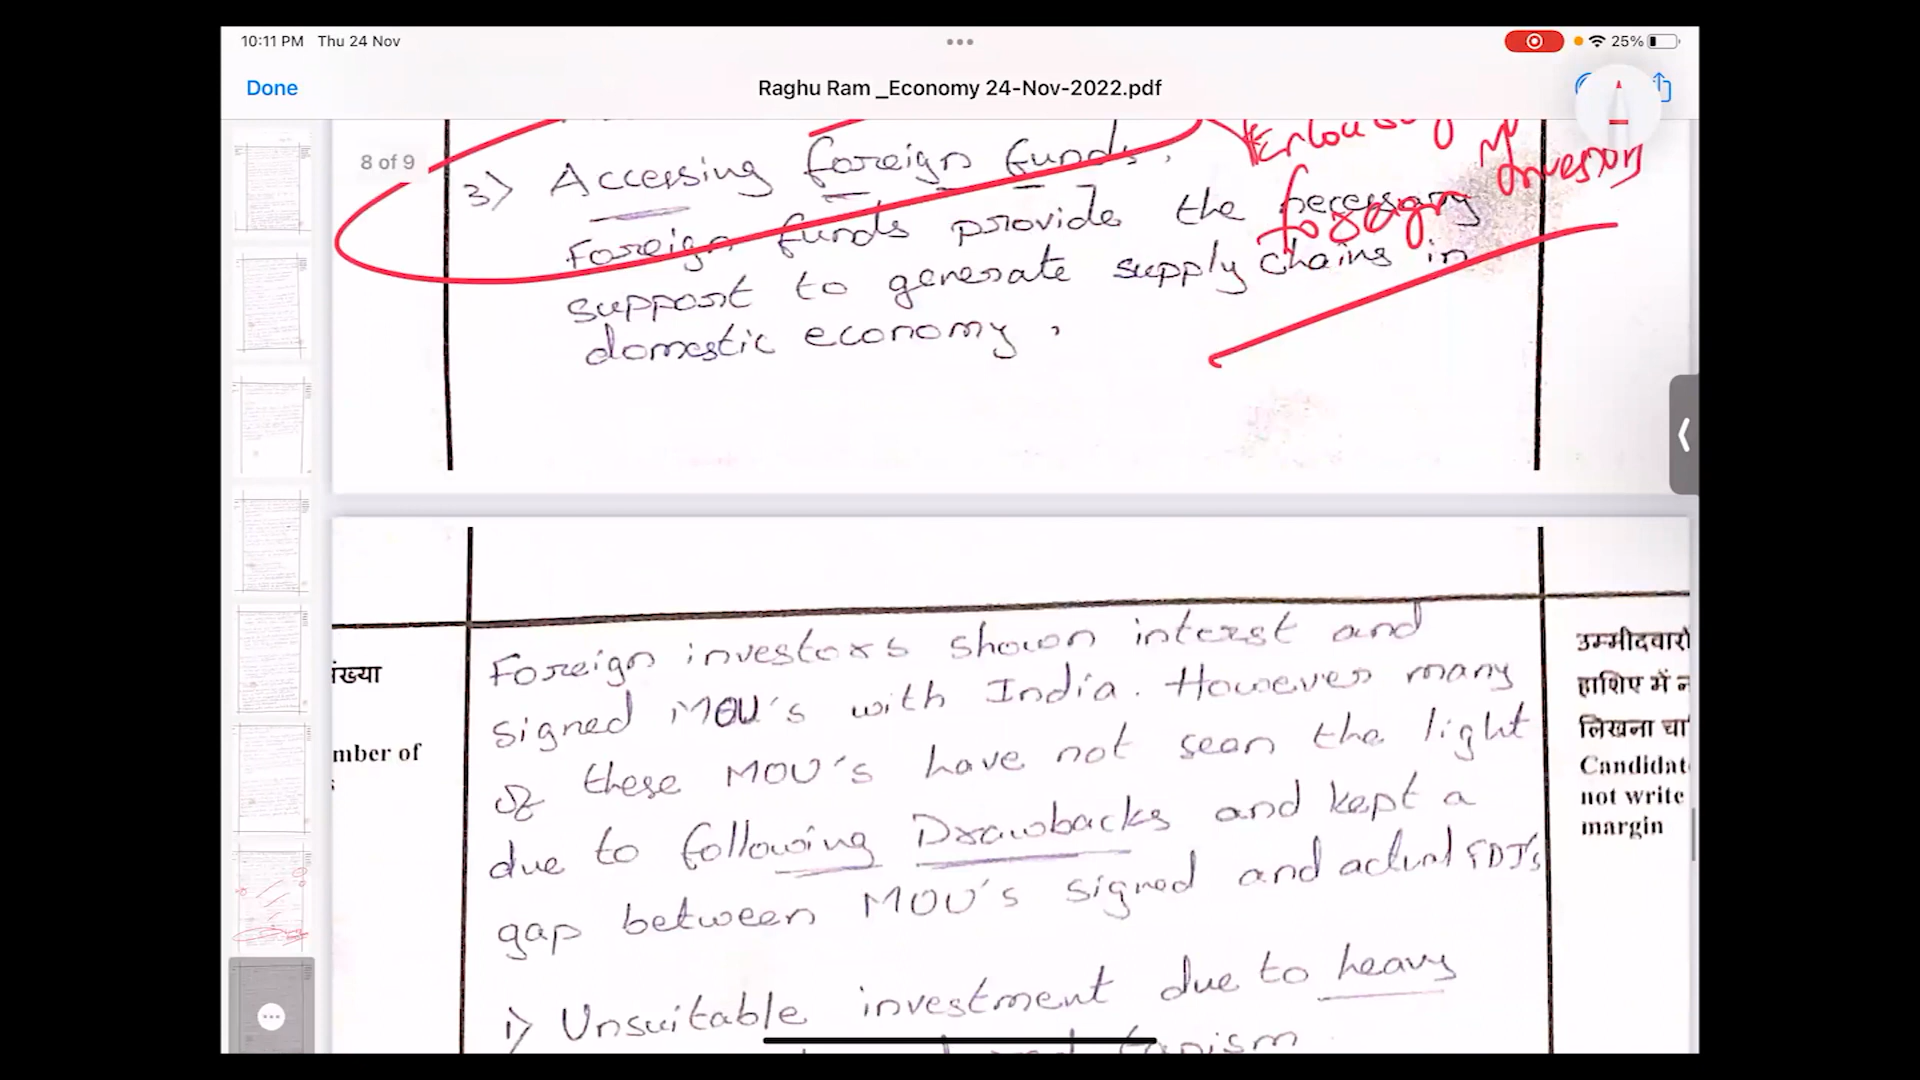 10:11 PM Thu 24 Nov
25%
Done
Raghu Ram _Economy 24-Nov-2022.pdf
8 of 9
3) Accessing foreign funds.
Foreign funds provide the necessary
support to generate supply chains in
domestic economy.
foreign
Investors
Foreign investors shown interst and
signed MOU's with India. However many
of these MOU's have not seen the light
due to following Drawbacks and kept a
gap between MOU's signed and actual FDI's
1) Unsuitable investment due to heavy
ंख्या
mber of
उम्मीदवारों
हाशिए में न
लिखना चा
Candidat
not write
margin